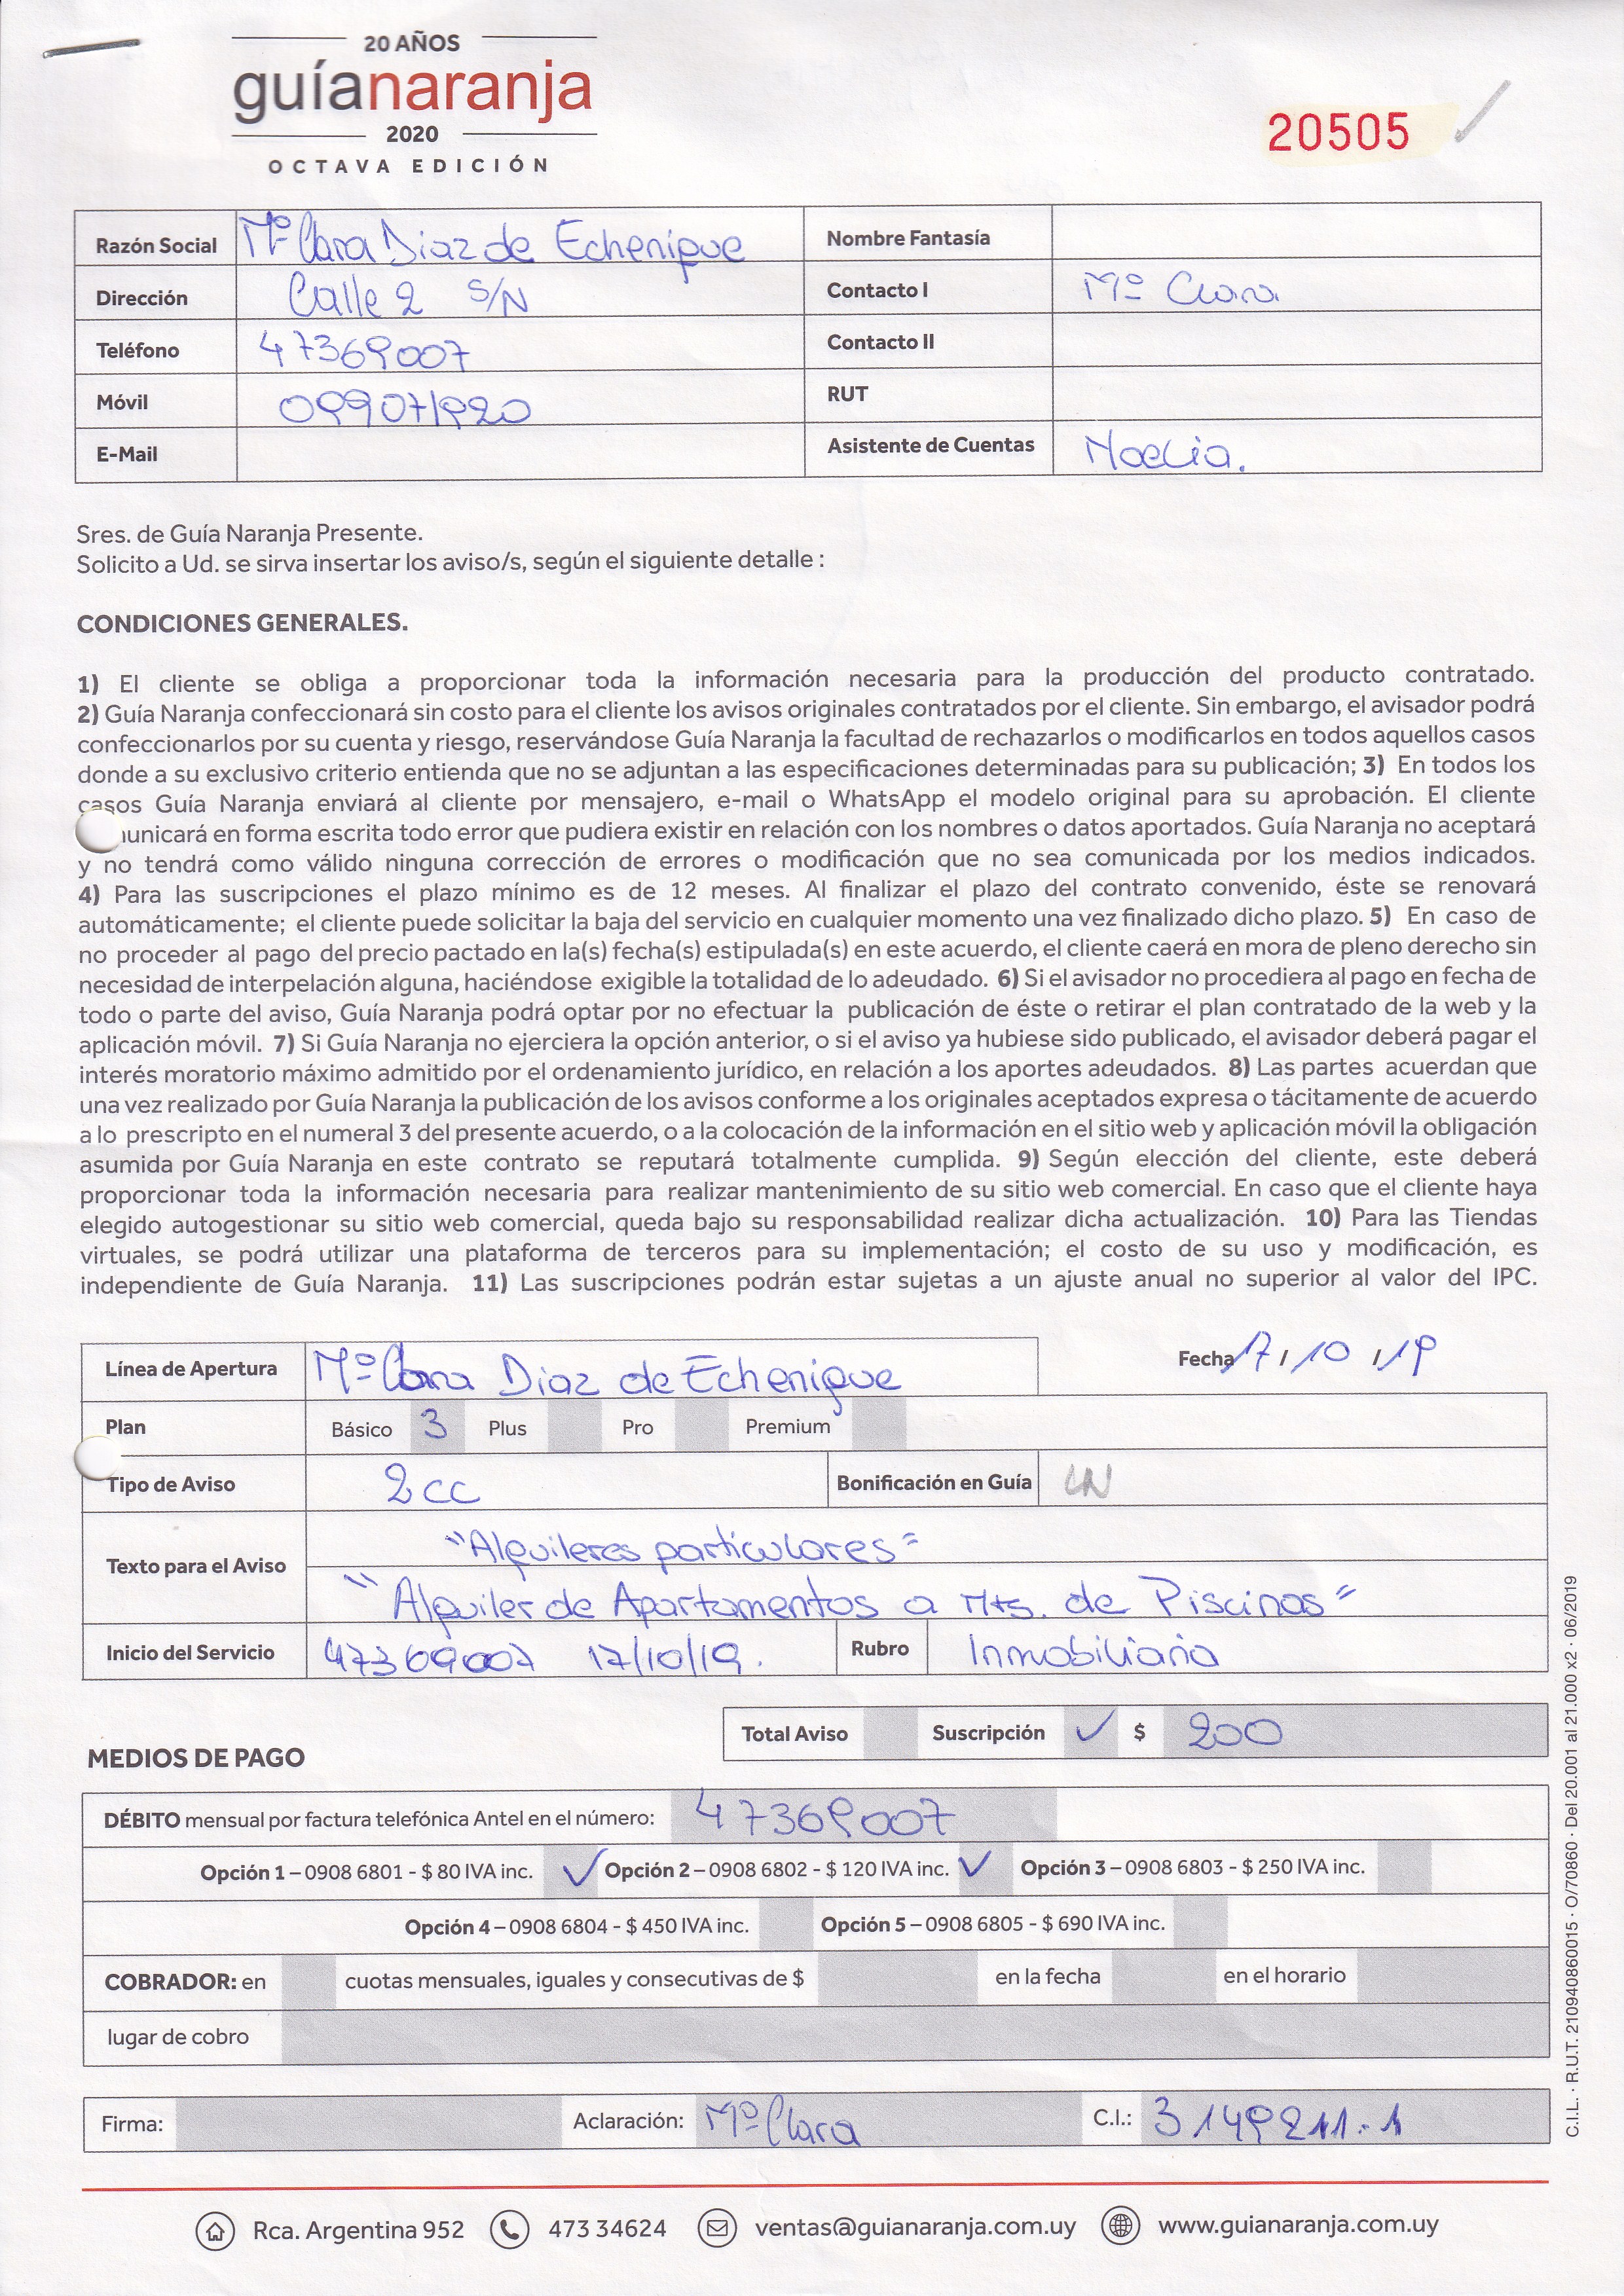 20 AÑOS
guíanaranja
2020
OCTAVA EDICIÓN
20505
Razón Social Mª Clara Diaz de Echenique Nombre Fantasía
Dirección Calle 2 S/N Contacto I Mª Clara
Teléfono 47369007 Contacto II
Móvil 099071920 RUT
E-Mail Asistente de Cuentas Noelia.
Sres. de Guía Naranja Presente.
Solicito a Ud. se sirva insertar los aviso/s, según el siguiente detalle :
CONDICIONES GENERALES.
1) El cliente se obliga a proporcionar toda la información necesaria para la producción del producto contratado.
2) Guía Naranja confeccionará sin costo para el cliente los avisos originales contratados por el cliente. Sin embargo, el avisador podrá
confeccionarlos por su cuenta y riesgo, reservándose Guía Naranja la facultad de rechazarlos o modificarlos en todos aquellos casos
donde a su exclusivo criterio entienda que no se adjuntan a las especificaciones determinadas para su publicación; 3) En todos los
casos Guía Naranja enviará al cliente por mensajero, e-mail o WhatsApp el modelo original para su aprobación. El cliente
unicará en forma escrita todo error que pudiera existir en relación con los nombres o datos aportados. Guía Naranja no aceptará
y no tendrá como válido ninguna corrección de errores o modificación que no sea comunicada por los medios indicados.
4) Para las suscripciones el plazo mínimo es de 12 meses. Al finalizar el plazo del contrato convenido, éste se renovará
automáticamente; el cliente puede solicitar la baja del servicio en cualquier momento una vez finalizado dicho plazo. 5) En caso de
no proceder al pago del precio pactado en la(s) fecha(s) estipulada(s) en este acuerdo, el cliente caerá en mora de pleno derecho sin
necesidad de interpelación alguna, haciéndose exigible la totalidad de lo adeudado. 6) Si el avisador no procediera al pago en fecha de
todo o parte del aviso, Guía Naranja podrá optar por no efectuar la publicación de éste o retirar el plan contratado de la web y la
aplicación móvil. 7) Si Guía Naranja no ejerciera la opción anterior, o si el aviso ya hubiese sido publicado, el avisador deberá pagar el
interés moratorio máximo admitido por el ordenamiento jurídico, en relación a los aportes adeudados. 8) Las partes acuerdan que
una vez realizado por Guía Naranja la publicación de los avisos conforme a los originales aceptados expresa o tácitamente de acuerdo
a lo prescripto en el numeral 3 del presente acuerdo, o a la colocación de la información en el sitio web y aplicación móvil la obligación
asumida por Guía Naranja en este contrato se reputará totalmente cumplida. 9) Según elección del cliente, este deberá
proporcionar toda la información necesaria para realizar mantenimiento de su sitio web comercial. En caso que el cliente haya
elegido autogestionar su sitio web comercial, queda bajo su responsabilidad realizar dicha actualización. 10) Para las Tiendas
virtuales, se podrá utilizar una plataforma de terceros para su implementación; el costo de su uso y modificación, es
independiente de Guía Naranja. 11) Las suscripciones podrán estar sujetas a un ajuste anual no superior al valor del IPC.
Línea de Apertura Mª Clara Diaz de Echenique Fecha 17 / 10 / 19
Plan Básico 3 Plus Pro Premium
Tipo de Aviso 2cc Bonificación en Guía LN
Texto para el Aviso "Alquileres particulares"
"Alquiler de Apartamentos a Mts. de Piscinas"
Inicio del Servicio 47369007 17/10/19. Rubro Inmobiliaria
Total Aviso Suscripción ✓ $ 200
MEDIOS DE PAGO
DÉBITO mensual por factura telefónica Antel en el número: 47369007
Opción 1 – 0908 6801 - $ 80 IVA inc. ✓ Opción 2 – 0908 6802 - $ 120 IVA inc. ✓ Opción 3 – 0908 6803 - $ 250 IVA inc.
Opción 4 – 0908 6804 - $ 450 IVA inc. Opción 5 – 0908 6805 - $ 690 IVA inc.
COBRADOR: en cuotas mensuales, iguales y consecutivas de $ en la fecha en el horario
lugar de cobro
Firma: Aclaración: Mª Clara C.I.: 3149211-1
Rca. Argentina 952 473 34624 ventas@guianaranja.com.uy www.guianaranja.com.uy
C.I.L. · R.U.T. 210940860015 · O/70860 · Del 20.001 al 21.000 x2 · 06/2019